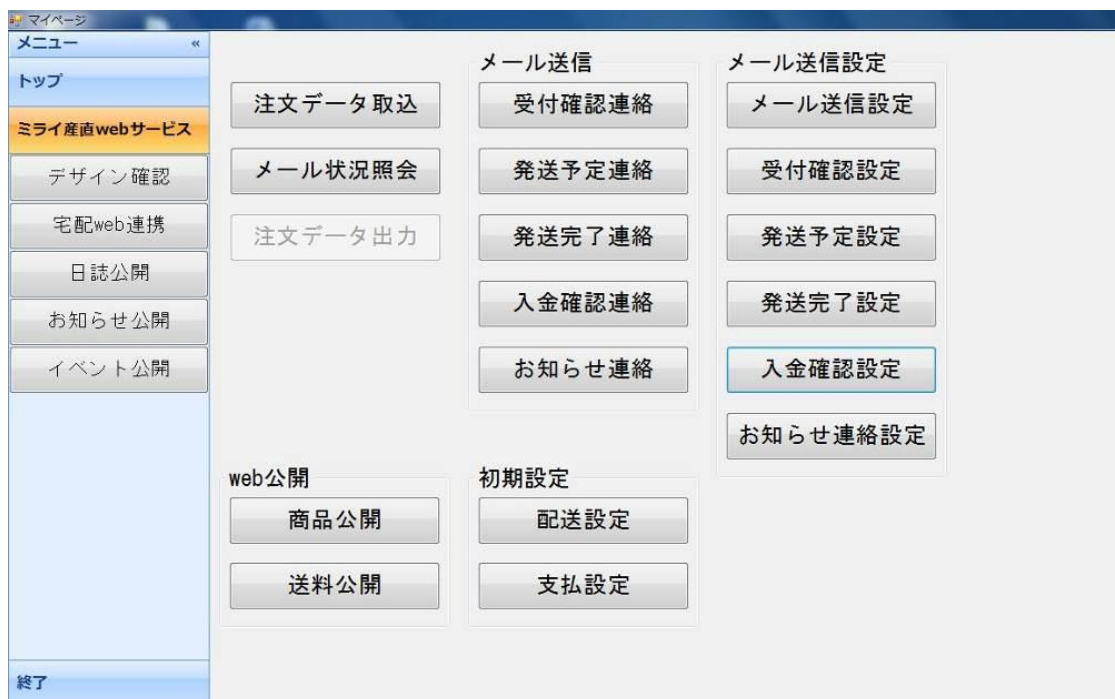 マイページ
メニュー «
トップ
ミライ産直webサービス
デザイン確認
宅配web連携
日誌公開
お知らせ公開
イベント公開
終了
注文データ取込
メール状況照会
注文データ出力
メール送信
受付確認連絡
発送予定連絡
発送完了連絡
入金確認連絡
お知らせ連絡
メール送信設定
メール送信設定
受付確認設定
発送予定設定
発送完了設定
入金確認設定
お知らせ連絡設定
web公開
商品公開
送料公開
初期設定
配送設定
支払設定